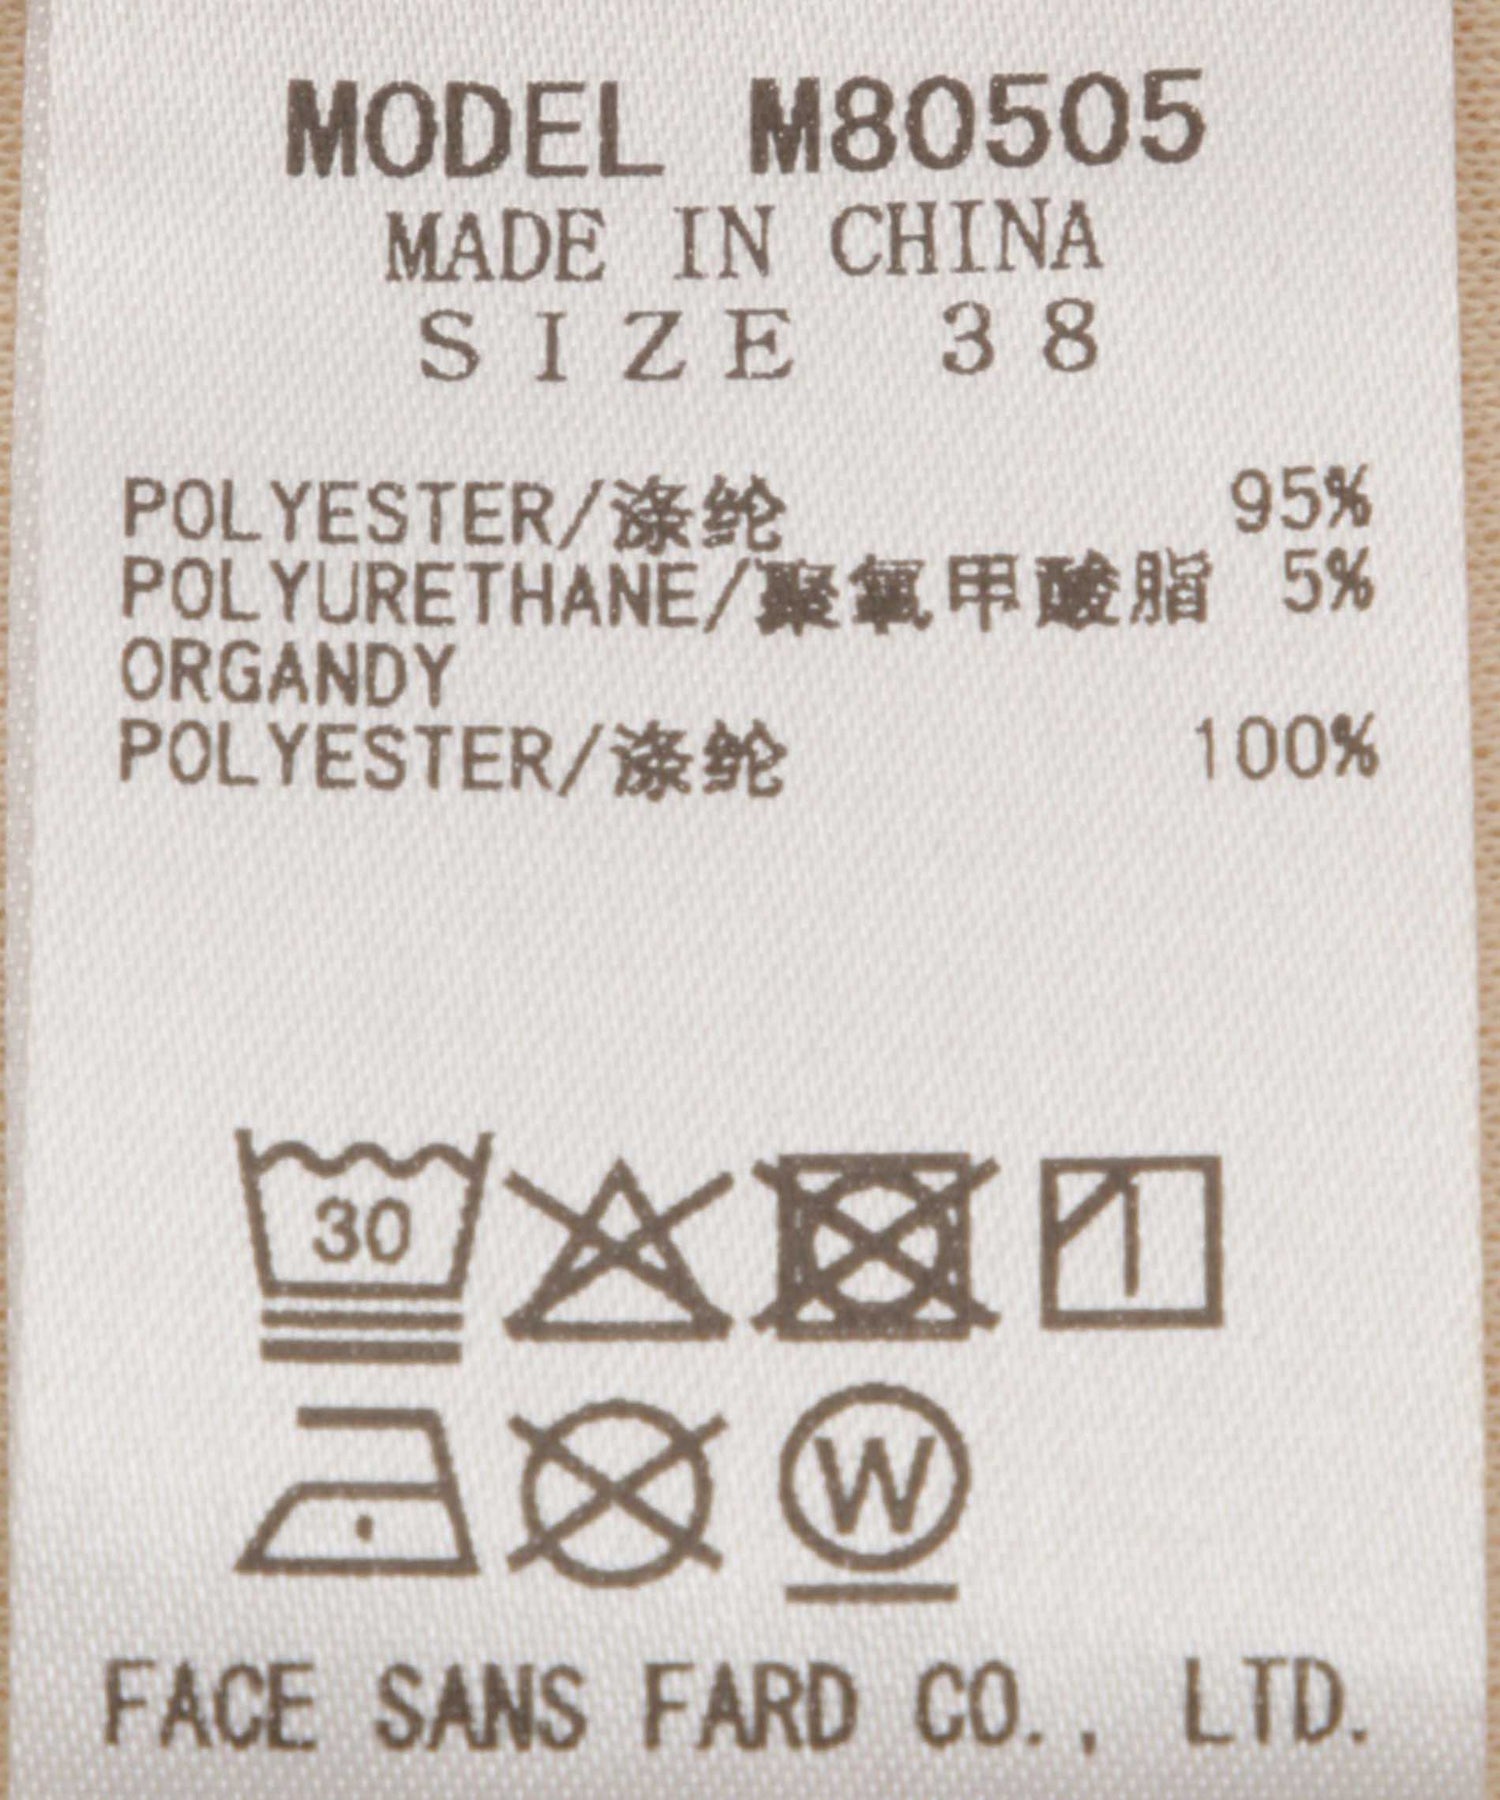 MODEL M80505
MADE IN CHINA
SIZE 38
POLYESTER/涤纶 95%
POLYURETHANE/聚氧甲酸脂 5%
ORGANDY
POLYESTER/涤纶 100%
30
W
FACE SANS FARD CO., LTD.